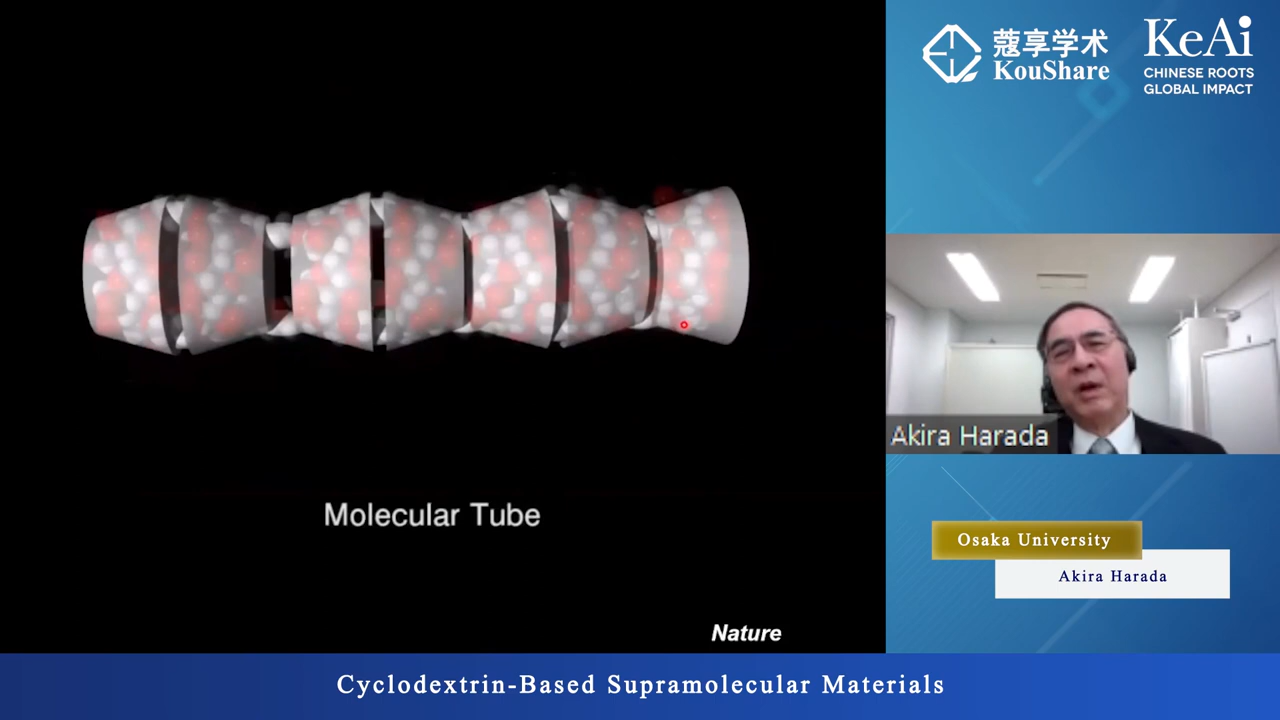 Molecular Tube
Nature
蔻享学术
KouShare
KeAi
CHINESE ROOTS
GLOBAL IMPACT
Akira Harada
Osaka University
Akira Harada
Cyclodextrin-Based Supramolecular Materials